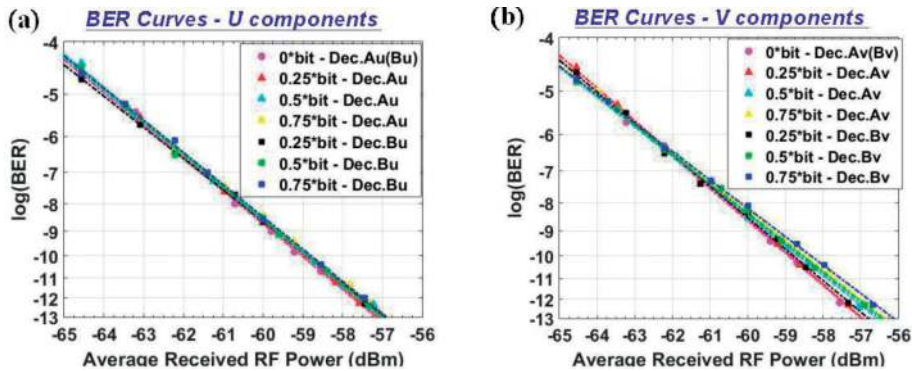 (a)
BER Curves - U components
log(BER)
-4
-5
-6
-7
-8
-9
-10
-11
-12
-13
0*bit - Dec.Au(Bu)
0.25*bit - Dec.Au
0.5*bit - Dec.Au
0.75*bit - Dec.Au
0.25*bit - Dec.Bu
0.5*bit - Dec.Bu
0.75*bit - Dec.Bu
-65 -64 -63 -62 -61 -60 -59 -58 -57 -56
Average Received RF Power (dBm)
(b)
BER Curves - V components
log(BER)
-4
-5
-6
-7
-8
-9
-10
-11
-12
-13
0*bit - Dec.Av(Bv)
0.25*bit - Dec.Av
0.5*bit - Dec.Av
0.75*bit - Dec.Av
0.25*bit - Dec.Bv
0.5*bit - Dec.Bv
0.75*bit - Dec.Bv
-65 -64 -63 -62 -61 -60 -59 -58 -57 -56
Average Received RF Power (dBm)